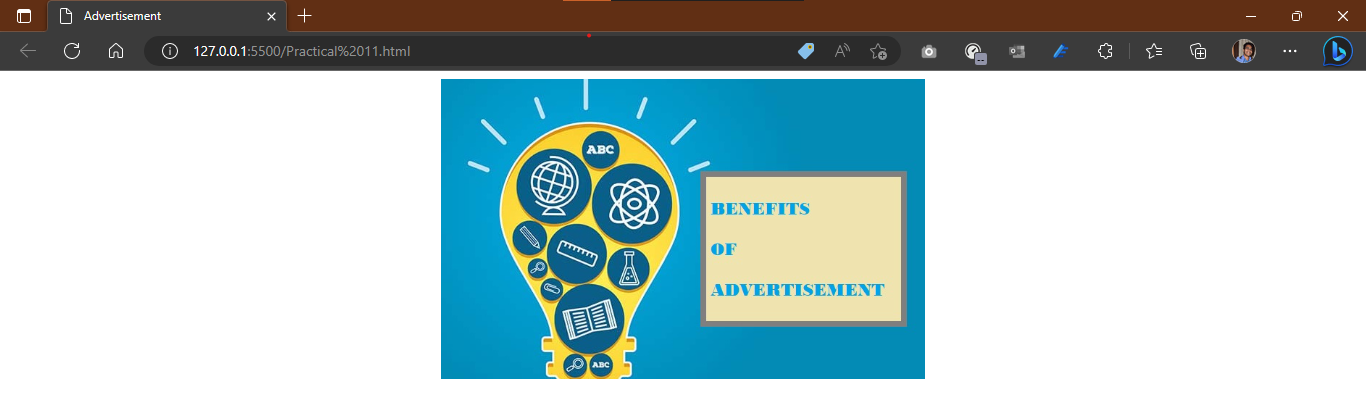 Advertisement
127.0.0.1:5500/Practical%2011.html
ABC
BENEFITS
OF
ADVERTISEMENT
ABC